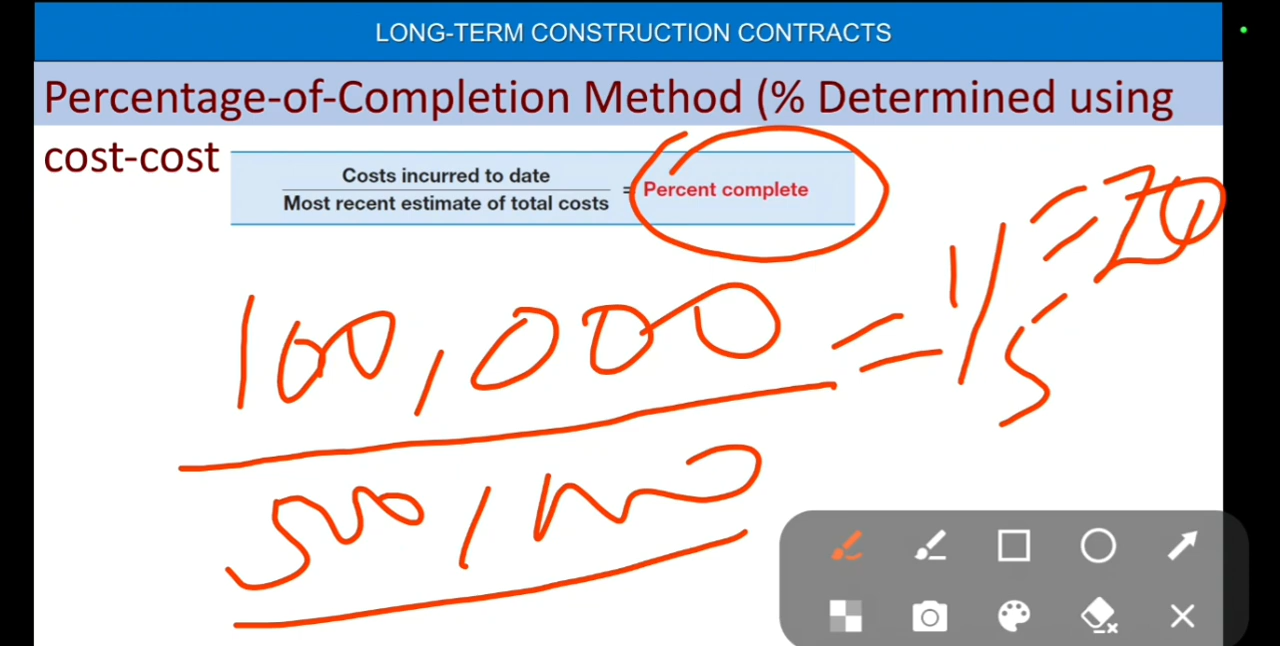 LONG-TERM CONSTRUCTION CONTRACTS
Percentage-of-Completion Method (% Determined using
cost-cost
Costs incurred to date
Most recent estimate of total costs
= Percent complete
100,000 = 1/5 = 20
500,000